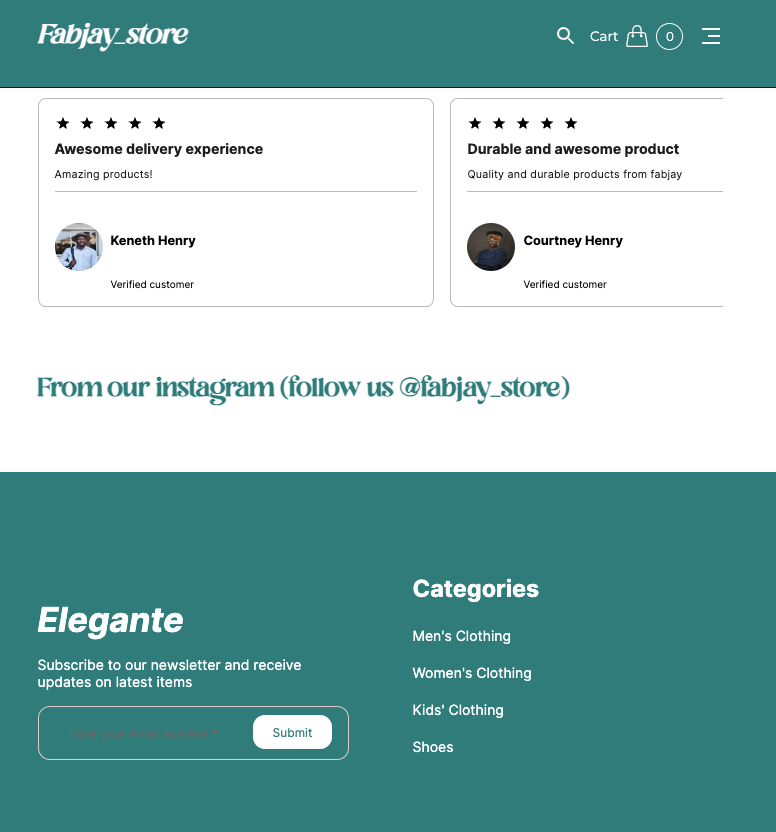 Fabjay_store
Cart 0
Awesome delivery experience
Amazing products!
Keneth Henry
Verified customer
Durable and awesome product
Quality and durable products from fabjay
Courtney Henry
Verified customer
From our instagram (follow us @fabjay_store)
Elegante
Subscribe to our newsletter and receive
updates on latest items
Enter your email address *
Submit
Categories
Men's Clothing
Women's Clothing
Kids' Clothing
Shoes